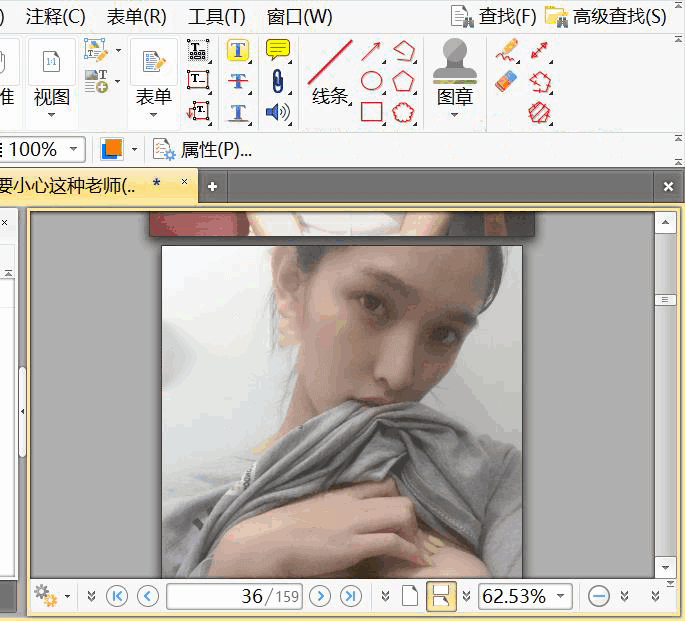 注释(C) 表单(R) 工具(T) 窗口(W) 查找(F) 高级查找(S)
准 视图 表单 线条 图章
100% 属性(P)...
要小心这种老师(.. *
36 / 159 62.53%